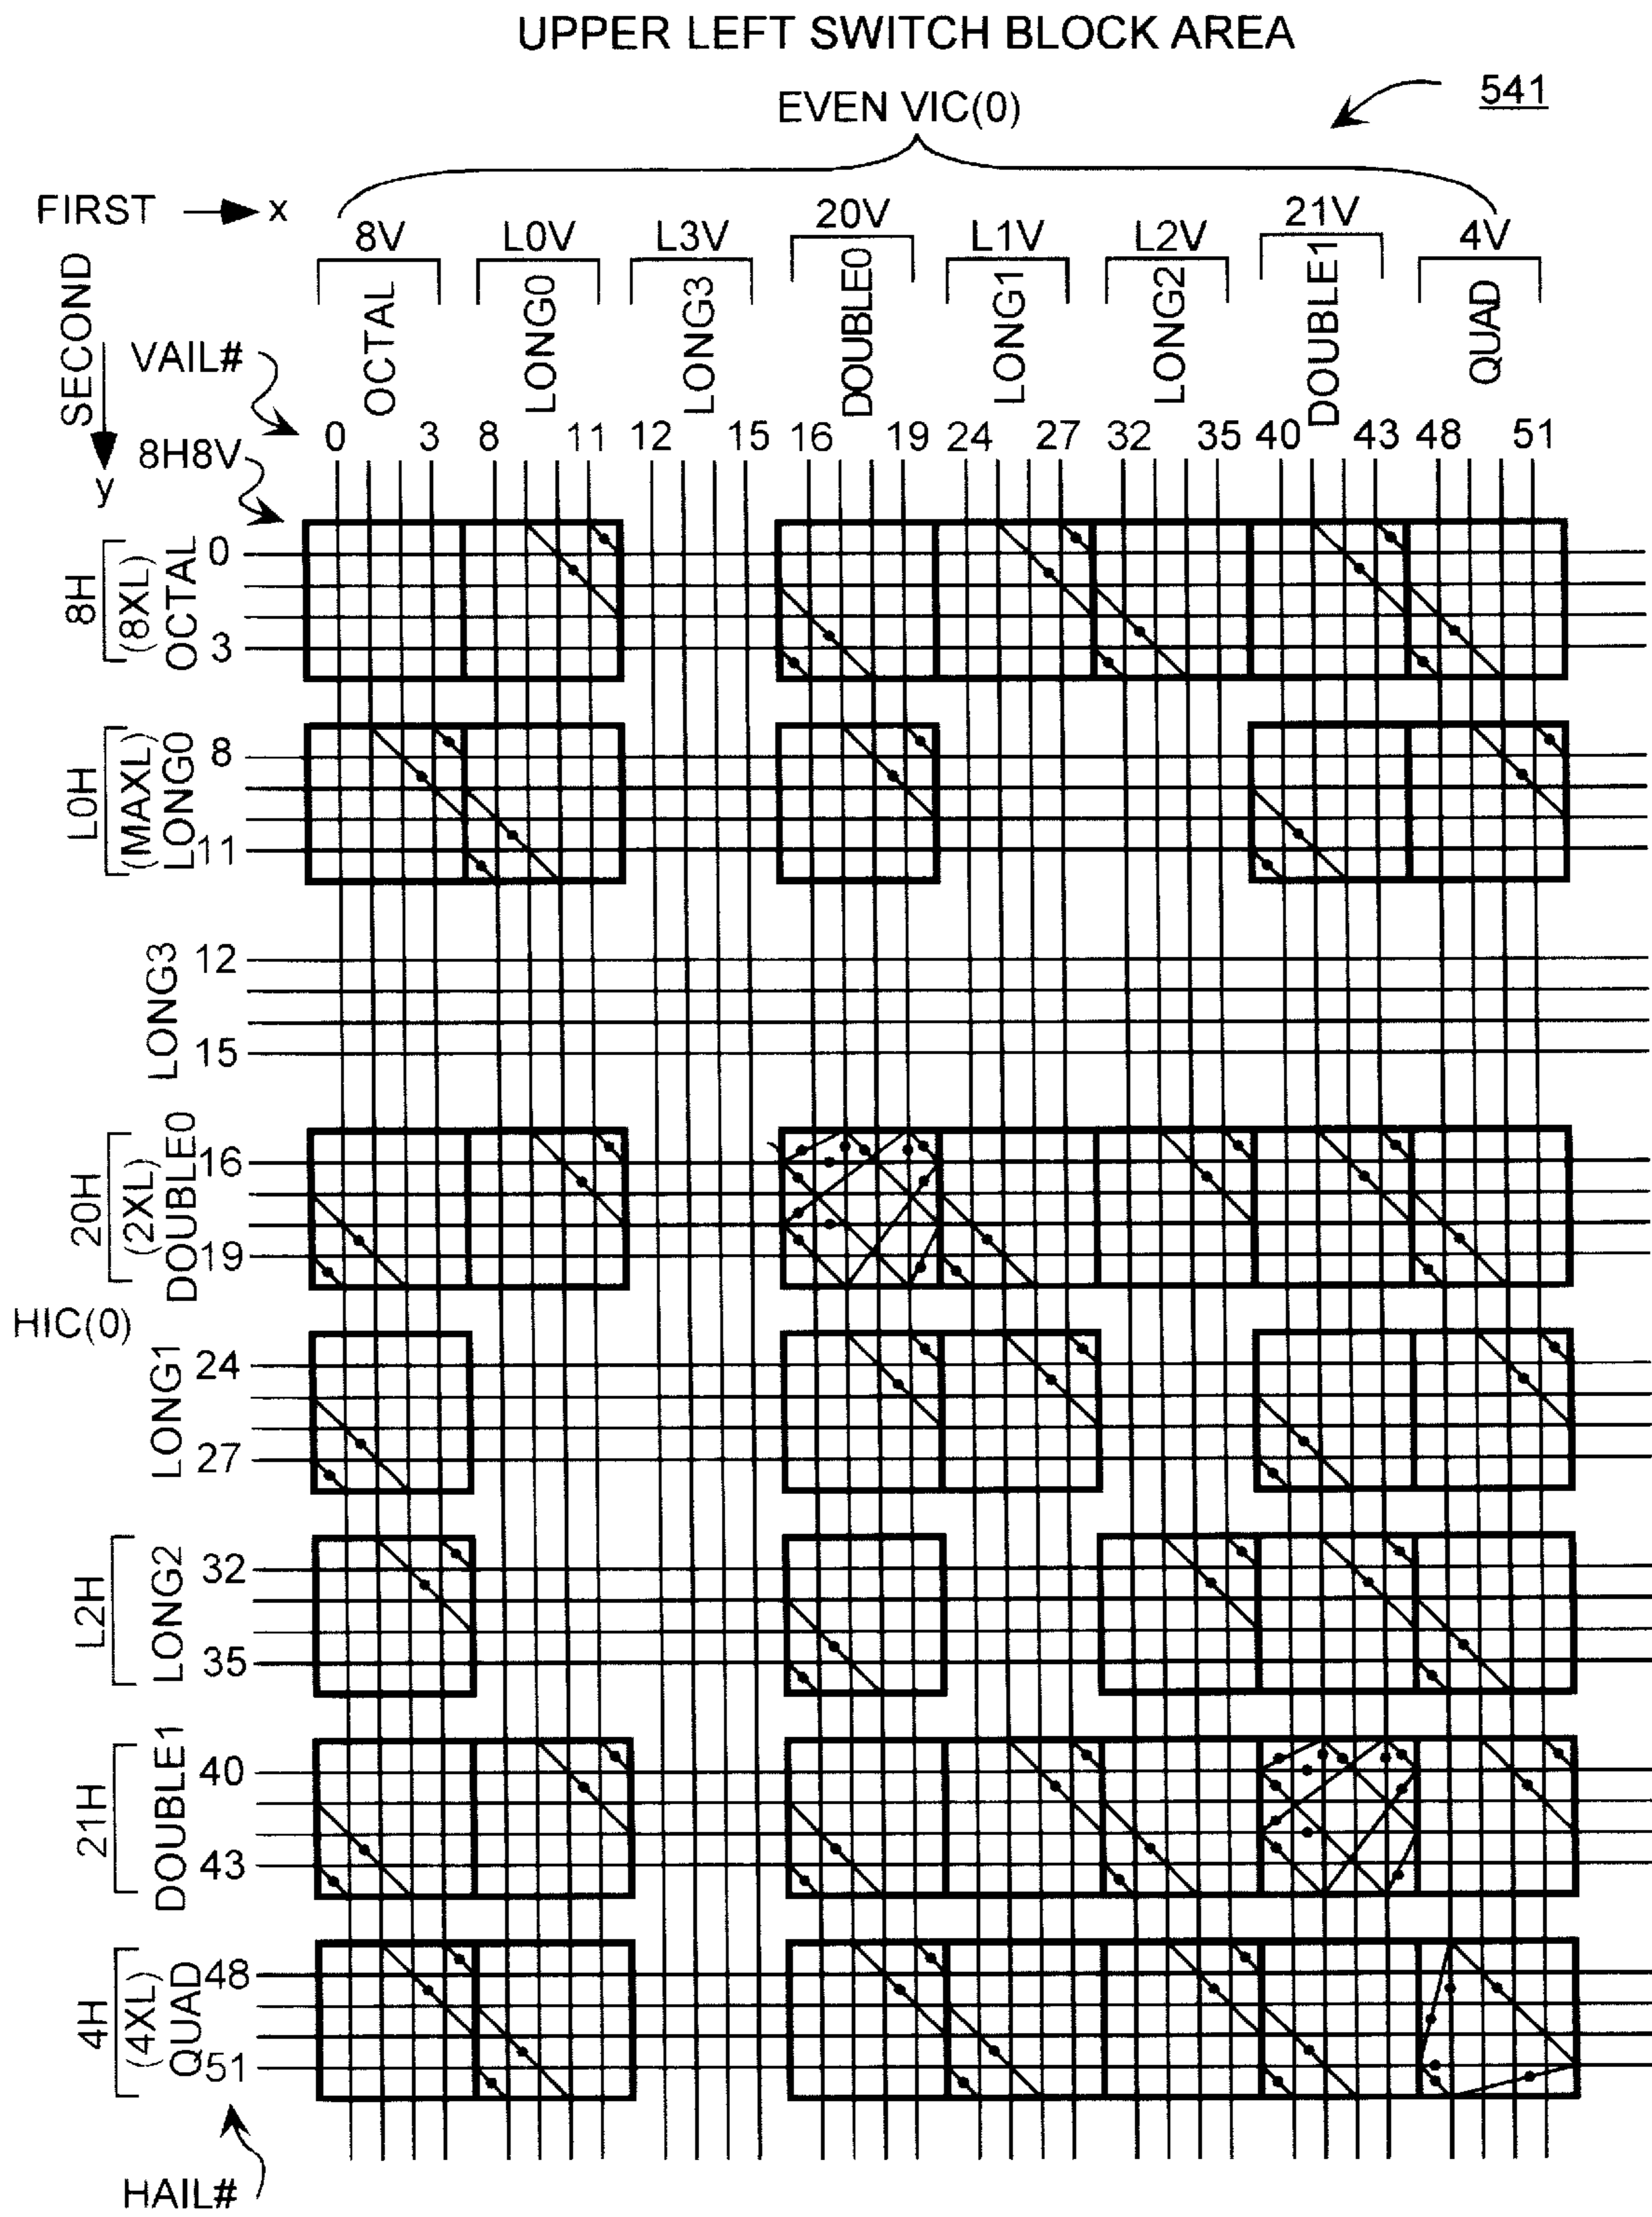 UPPER LEFT SWITCH BLOCK AREA
541
EVEN VIC(0)
FIRST x
8V L0V L3V 20V L1V L2V 21V 4V
OCTAL LONG0 LONG3 DOUBLE0 LONG1 LONG2 DOUBLE1 QUAD
SECOND
y
VAIL#
0 3 8 11 12 15 16 19 24 27 32 35 40 43 48 51
8H8V
8H
(8XL)
OCTAL
0
3
L0H
(MAXL)
LONG0
8
11
LONG3
12
15
20H
(2XL)
DOUBLE0
16
19
HIC(0)
LONG1
24
27
L2H
LONG2
32
35
21H
DOUBLE1
40
43
4H
(4XL)
QUAD
48
51
HAIL#